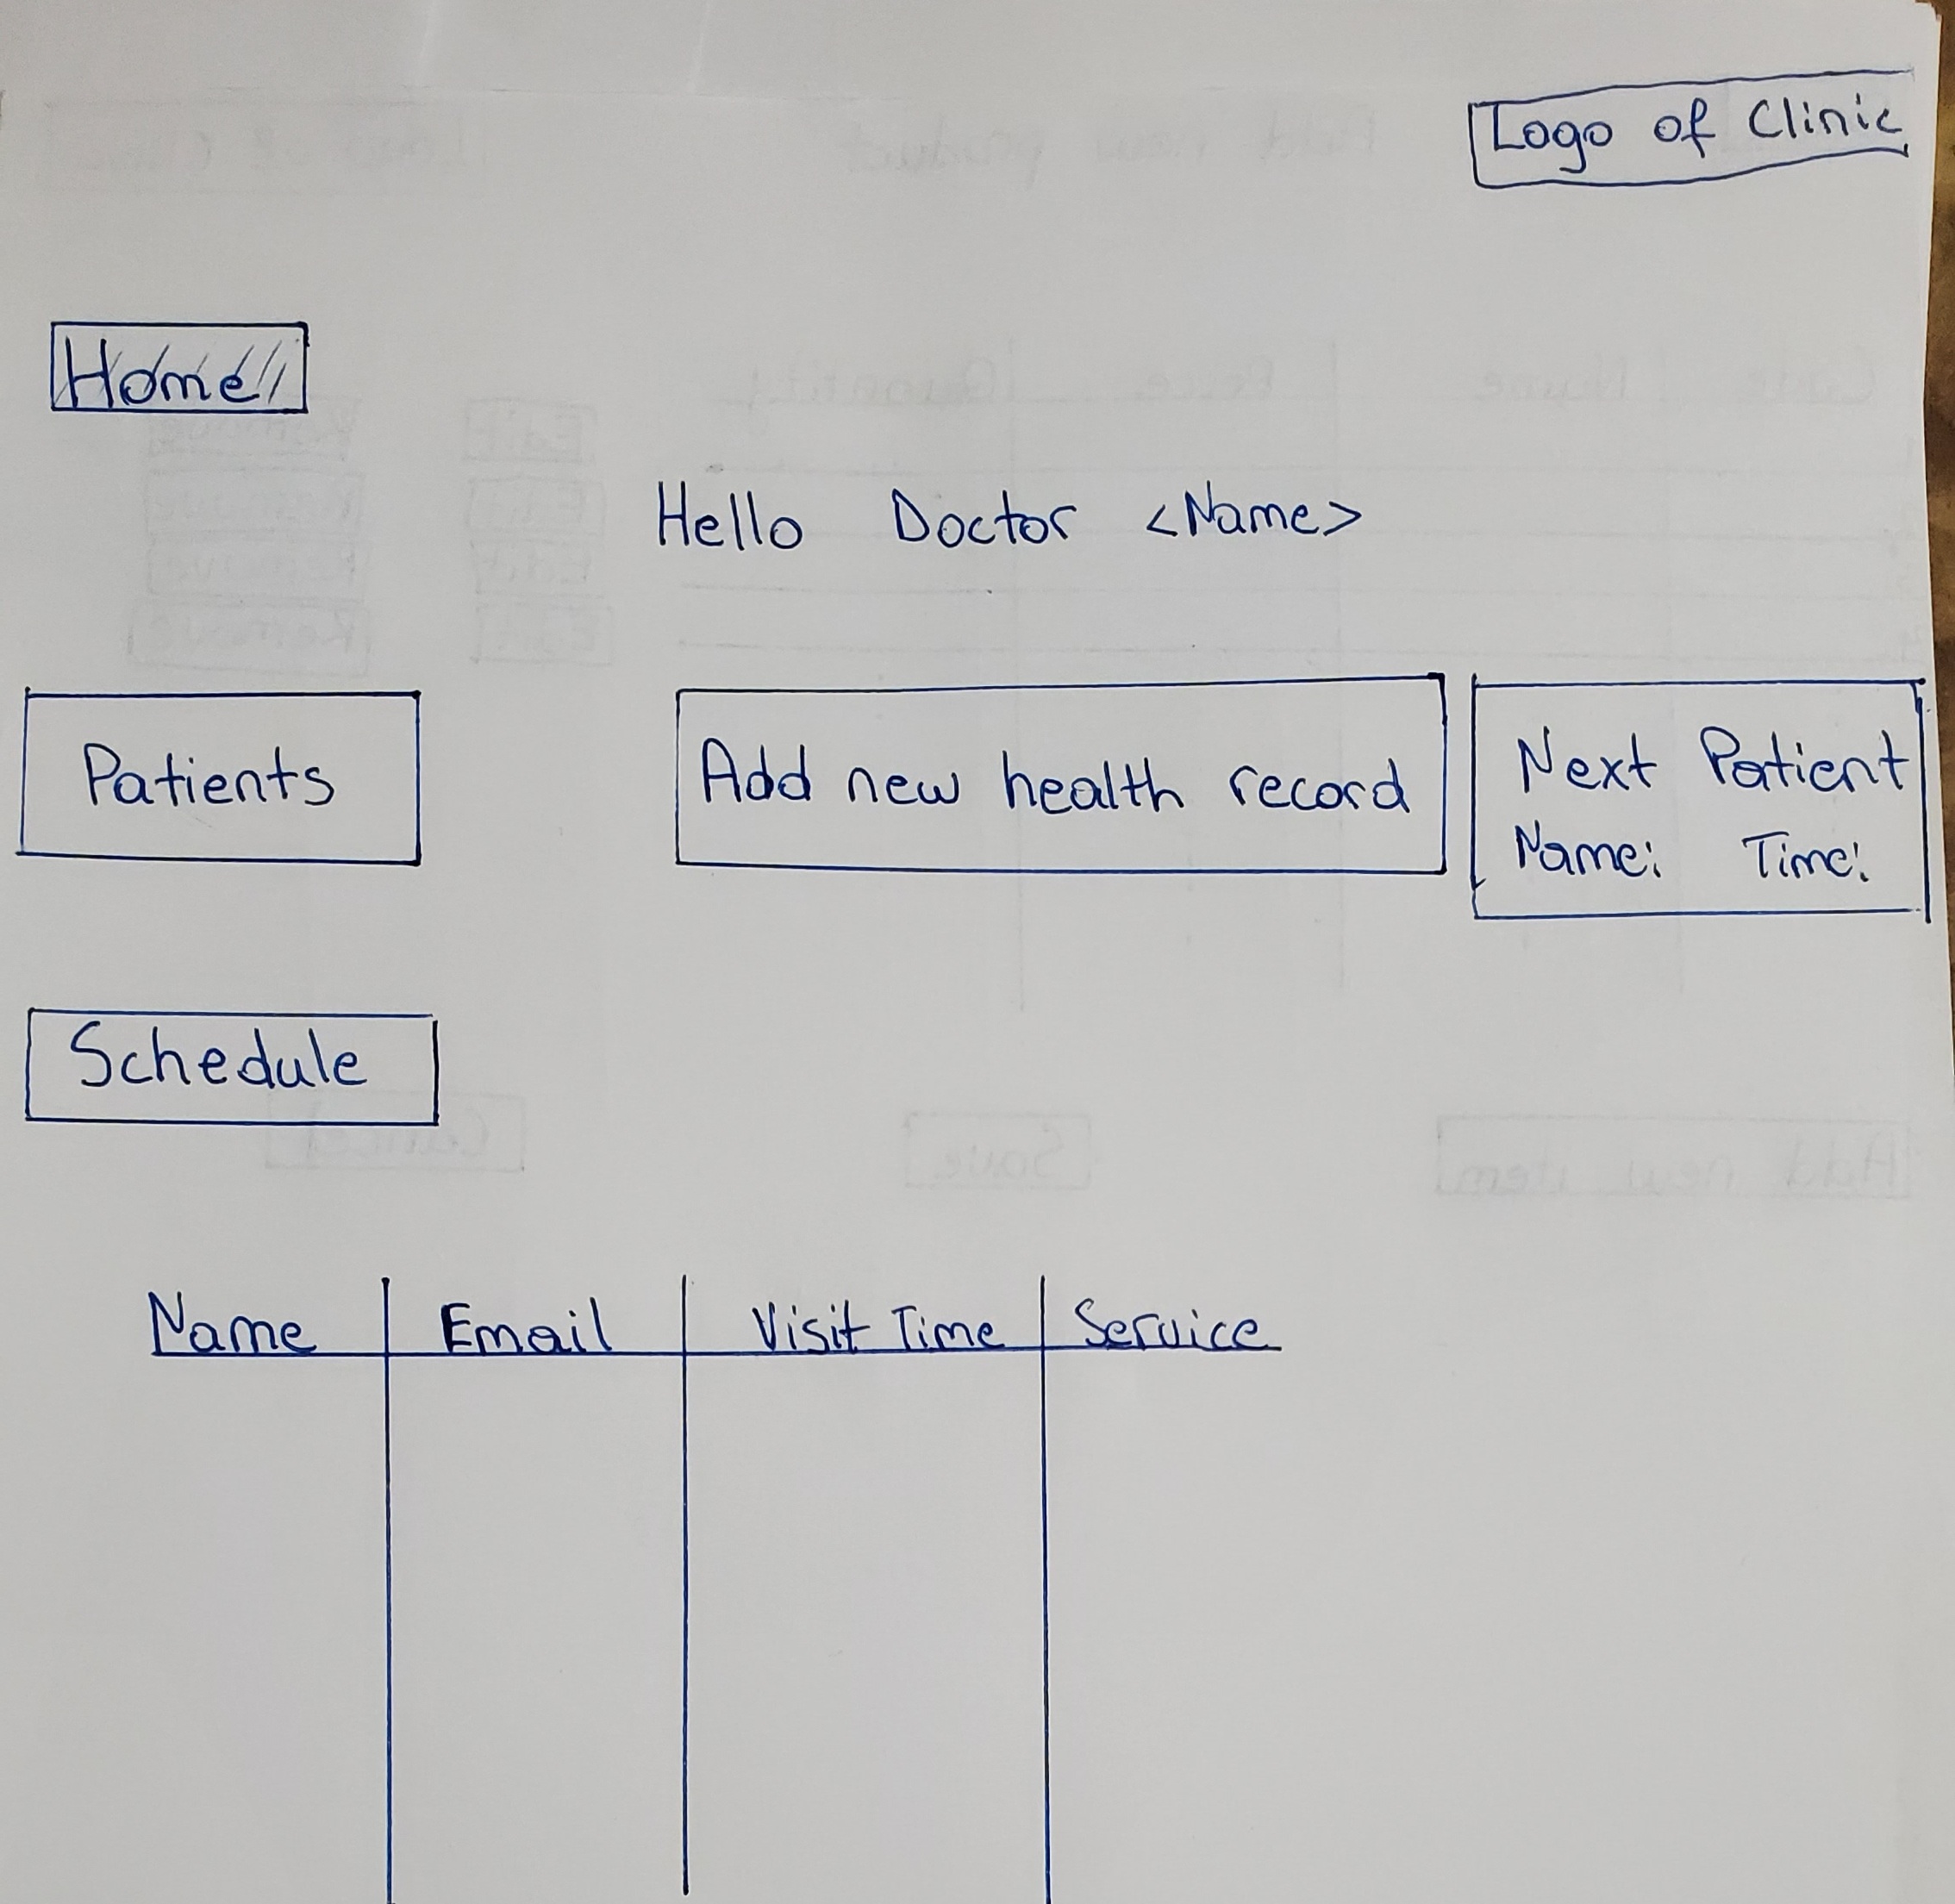 Logo of Clinic
Home
Hello Doctor <Name>
Patients
Add new health record
Next Patient
Name: Time:
Schedule
Name Email Visit Time Service